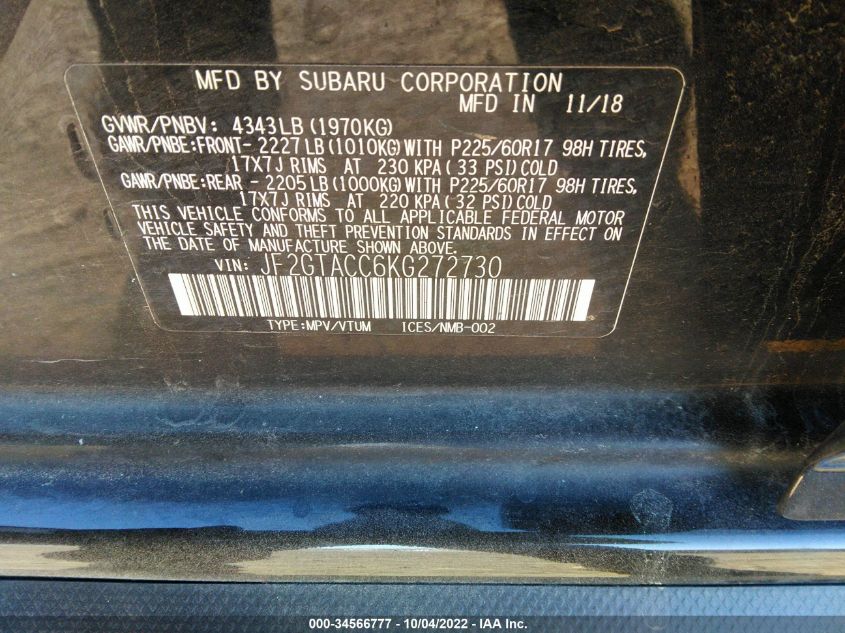 MFD BY SUBARU CORPORATION
MFD IN 11/18
GVWR/PNBV: 4343LB(1970KG)
GAWR/PNBE:FRONT- 2227LB(1010KG)WITH P225/60R17 98H TIRES,
17X7J RIMS AT 230 KPA( 33 PSI)COLD
GAWR/PNBE:REAR - 2205LB(1000KG)WITH P225/60R17 98H TIRES,
17X7J RIMS AT 220 KPA( 32 PSI)COLD
THIS VEHICLE CONFORMS TO ALL APPLICABLE FEDERAL MOTOR
VEHICLE SAFETY AND THEFT PREVENTION STANDARDS IN EFFECT ON
THE DATE OF MANUFACTURE SHOWN ABOVE.
VIN: JF2GTACC6KG272730
TYPE:MPV/VTUM ICES/NMB-002
000-34566777 - 10/04/2022 - IAA Inc.